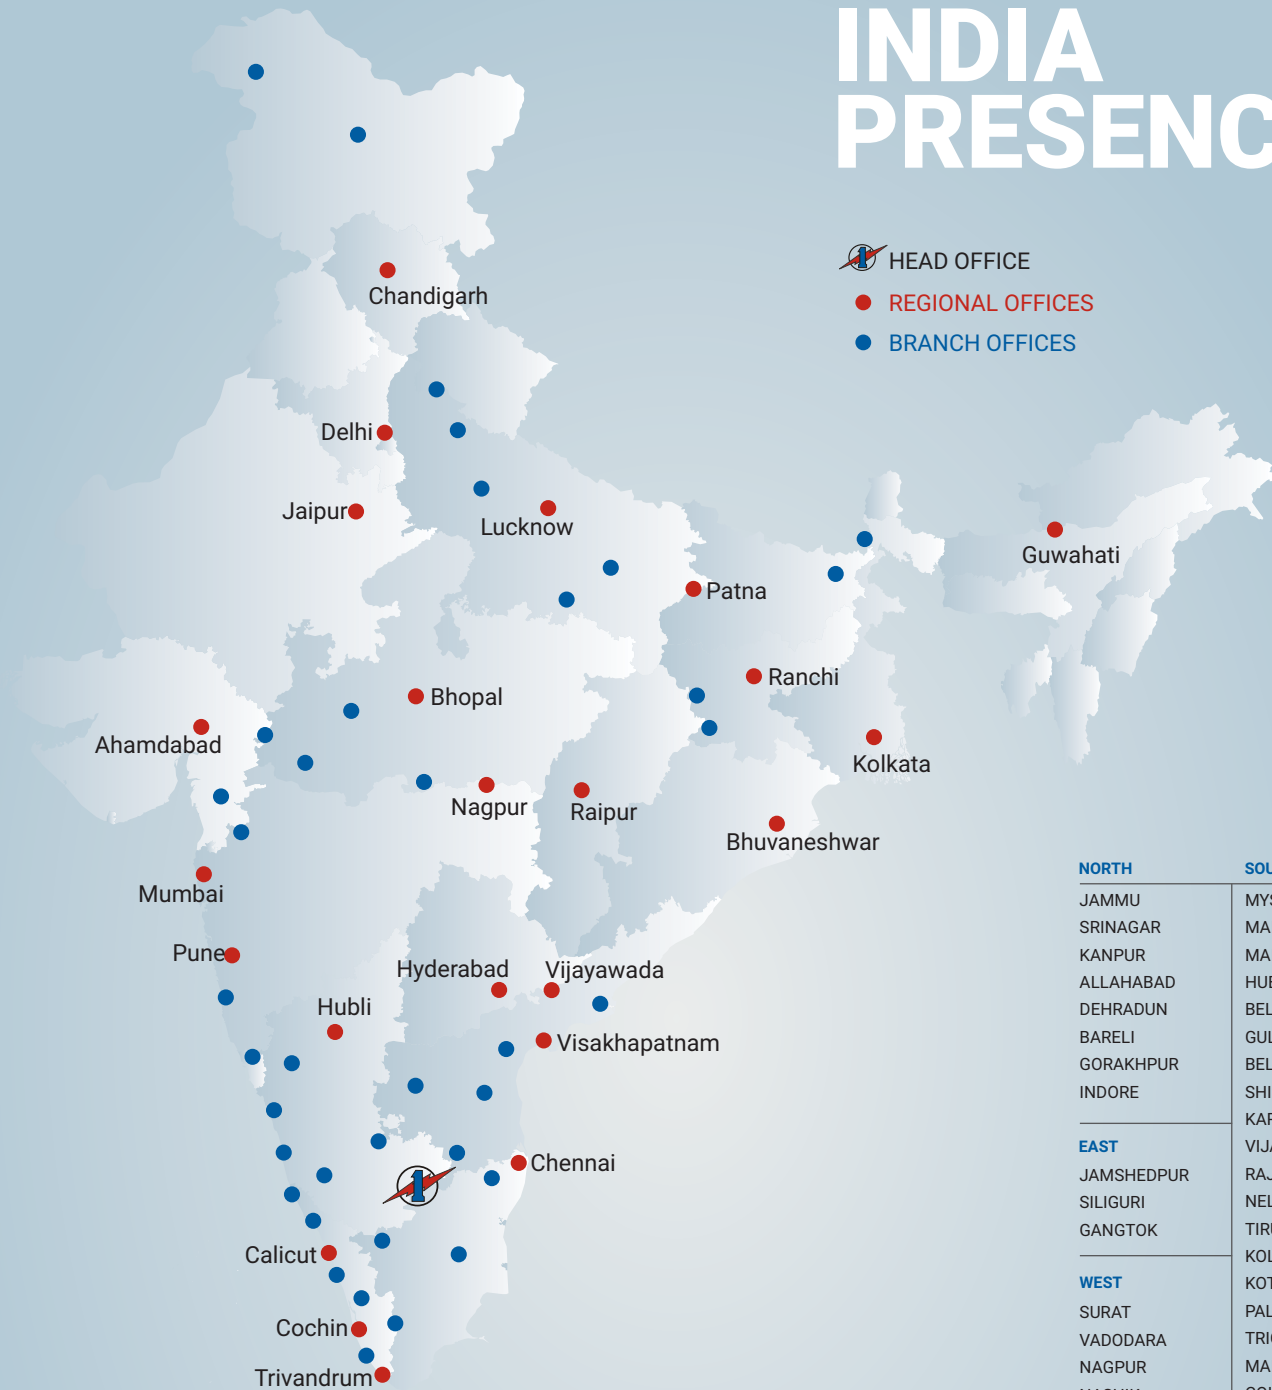 INDIA
HEAD OFFICE
REGIONAL OFFICES
BRANCH OFFICES
Chandigarh
Delhi
Jaipur
Lucknow
Guwahati
Patna
Ranchi
Bhopal
Ahamdabad
Kolkata
Nagpur
Raipur
Bhuvaneshwar
Mumbai
Pune
Hyderabad
Vijayawada
Hubli
Visakhapatnam
Chennai
1
Calicut
Cochin
Trivandrum
NORTH
JAMMU
SRINAGAR
KANPUR
ALLAHABAD
DEHRADUN
BARELI
GORAKHPUR
INDORE
EAST
JAMSHEDPUR
SILIGURI
GANGTOK
WEST
SURAT
VADODARA
NAGPUR